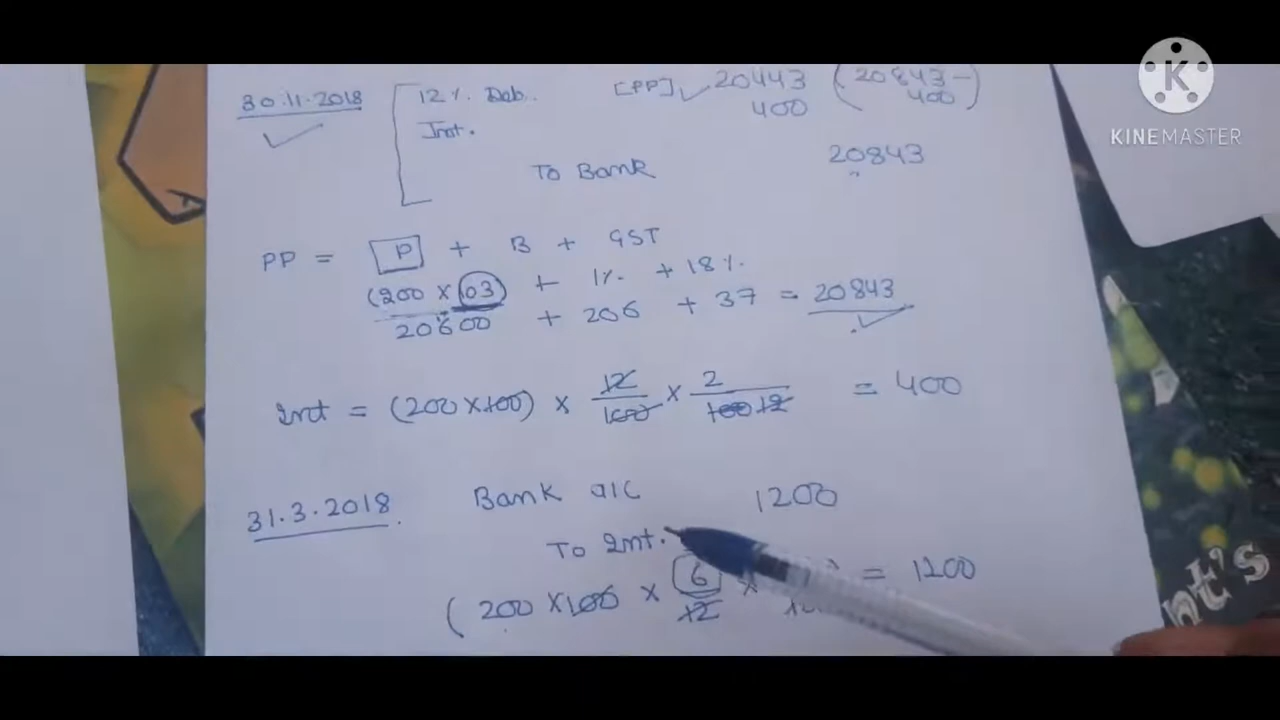 30.11.2018 12%. Dab.. [PP] ✓ 20443 (20843-
Int. 400 400)
To Bank 20843
PP = P + B + GST
(200 × 103) + 1%. + 18%.
20600 + 206 + 37 = 20843
Int = (200 × 100) × 12/100 × 2/12 = 400
31.3.2018. Bank a/c 1200
To Int.
(200 × 100 × 6/12 × = 1200
K
KINEMASTER
nt's